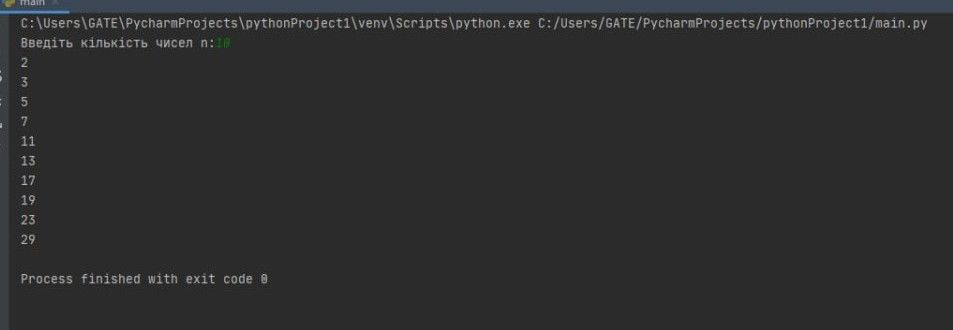 main
C:\Users\GATE\PycharmProjects\pythonProject1\venv\Scripts\python.exe C:/Users/GATE/PycharmProjects/pythonProject1/main.py
Введіть кількість чисел n:10
2
3
5
7
11
13
17
19
23
29
Process finished with exit code 0